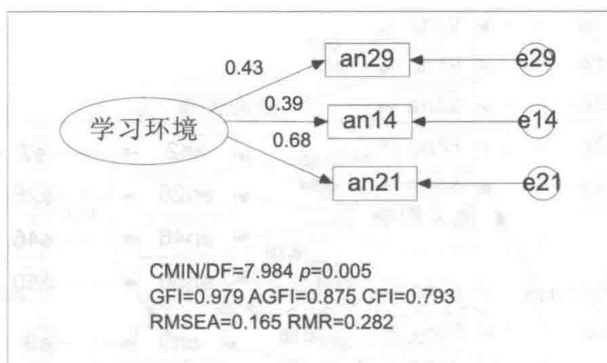 0.43
an29
e29
学习环境
0.39
an14
e14
0.68
an21
e21
CMIN/DF=7.984 p=0.005
GFI=0.979 AGFI=0.875 CFI=0.793
RMSEA=0.165 RMR=0.282